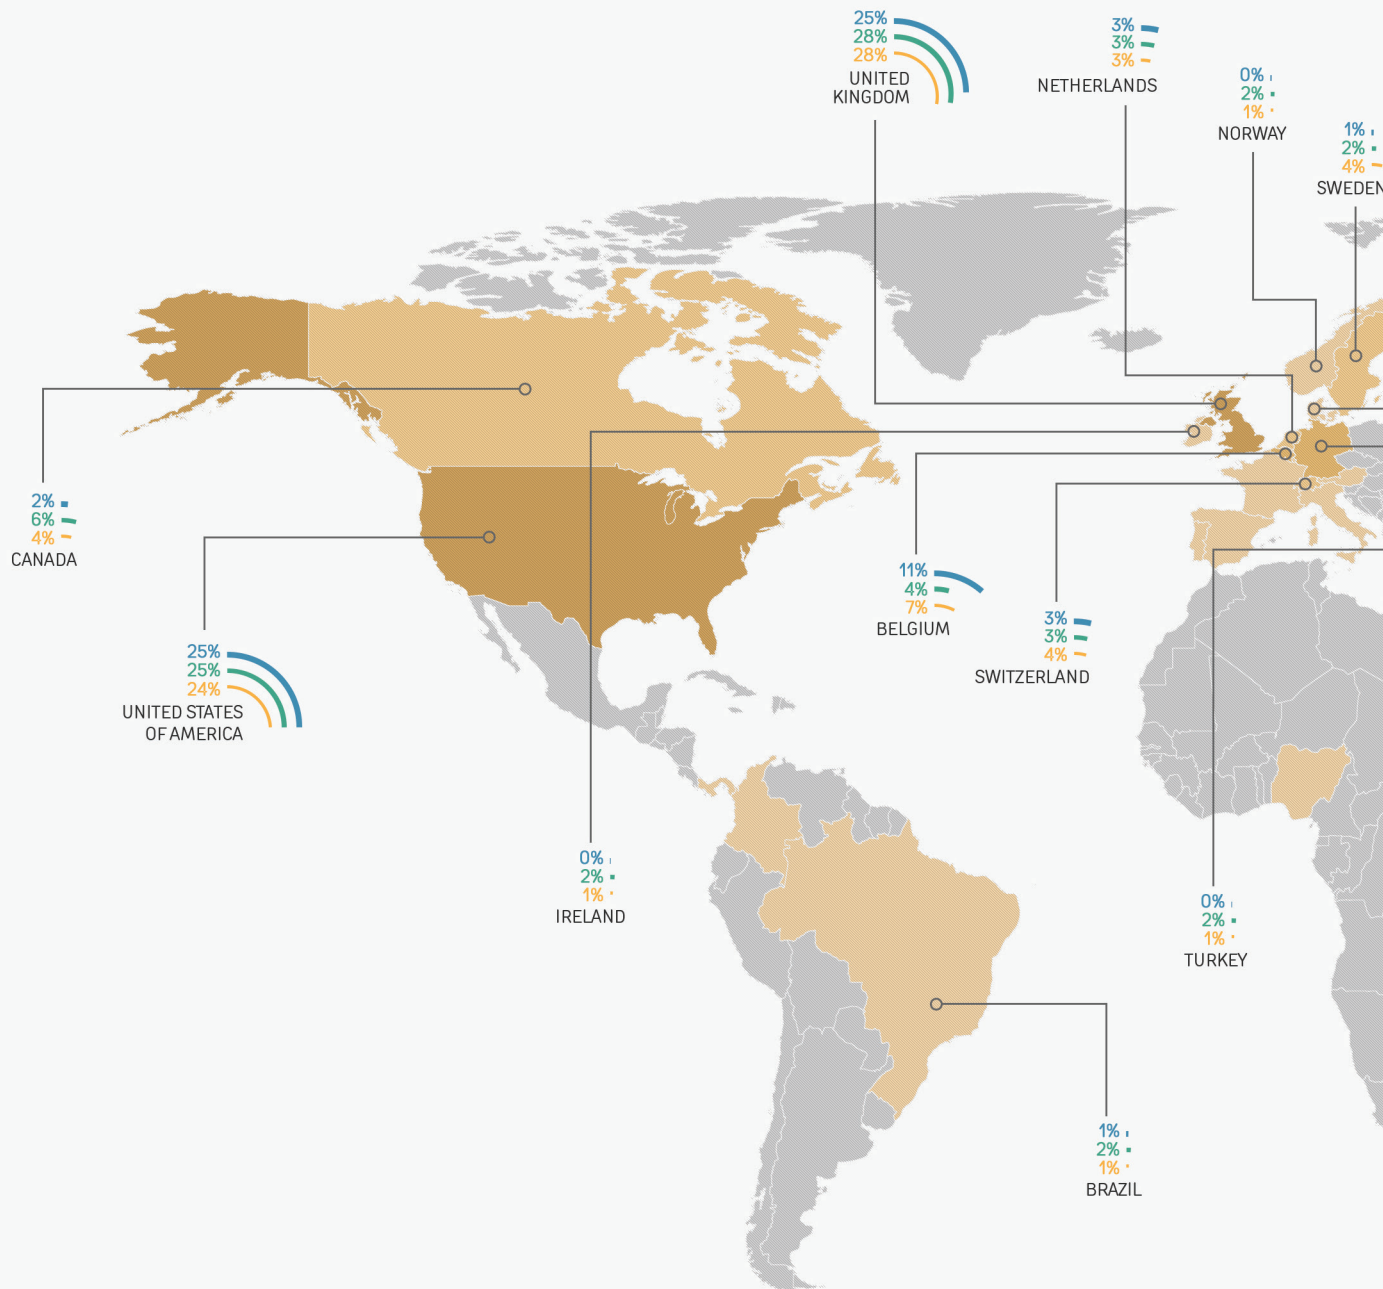 25%
28%
28%
UNITED
KINGDOM
3%
3%
3%
NETHERLANDS
0%
2%
1%
NORWAY
1%
2%
4%
SWEDEN
2%
6%
4%
CANADA
25%
25%
24%
UNITED STATES
OF AMERICA
11%
4%
7%
BELGIUM
3%
3%
4%
SWITZERLAND
0%
2%
1%
IRELAND
0%
2%
1%
TURKEY
1%
2%
1%
BRAZIL